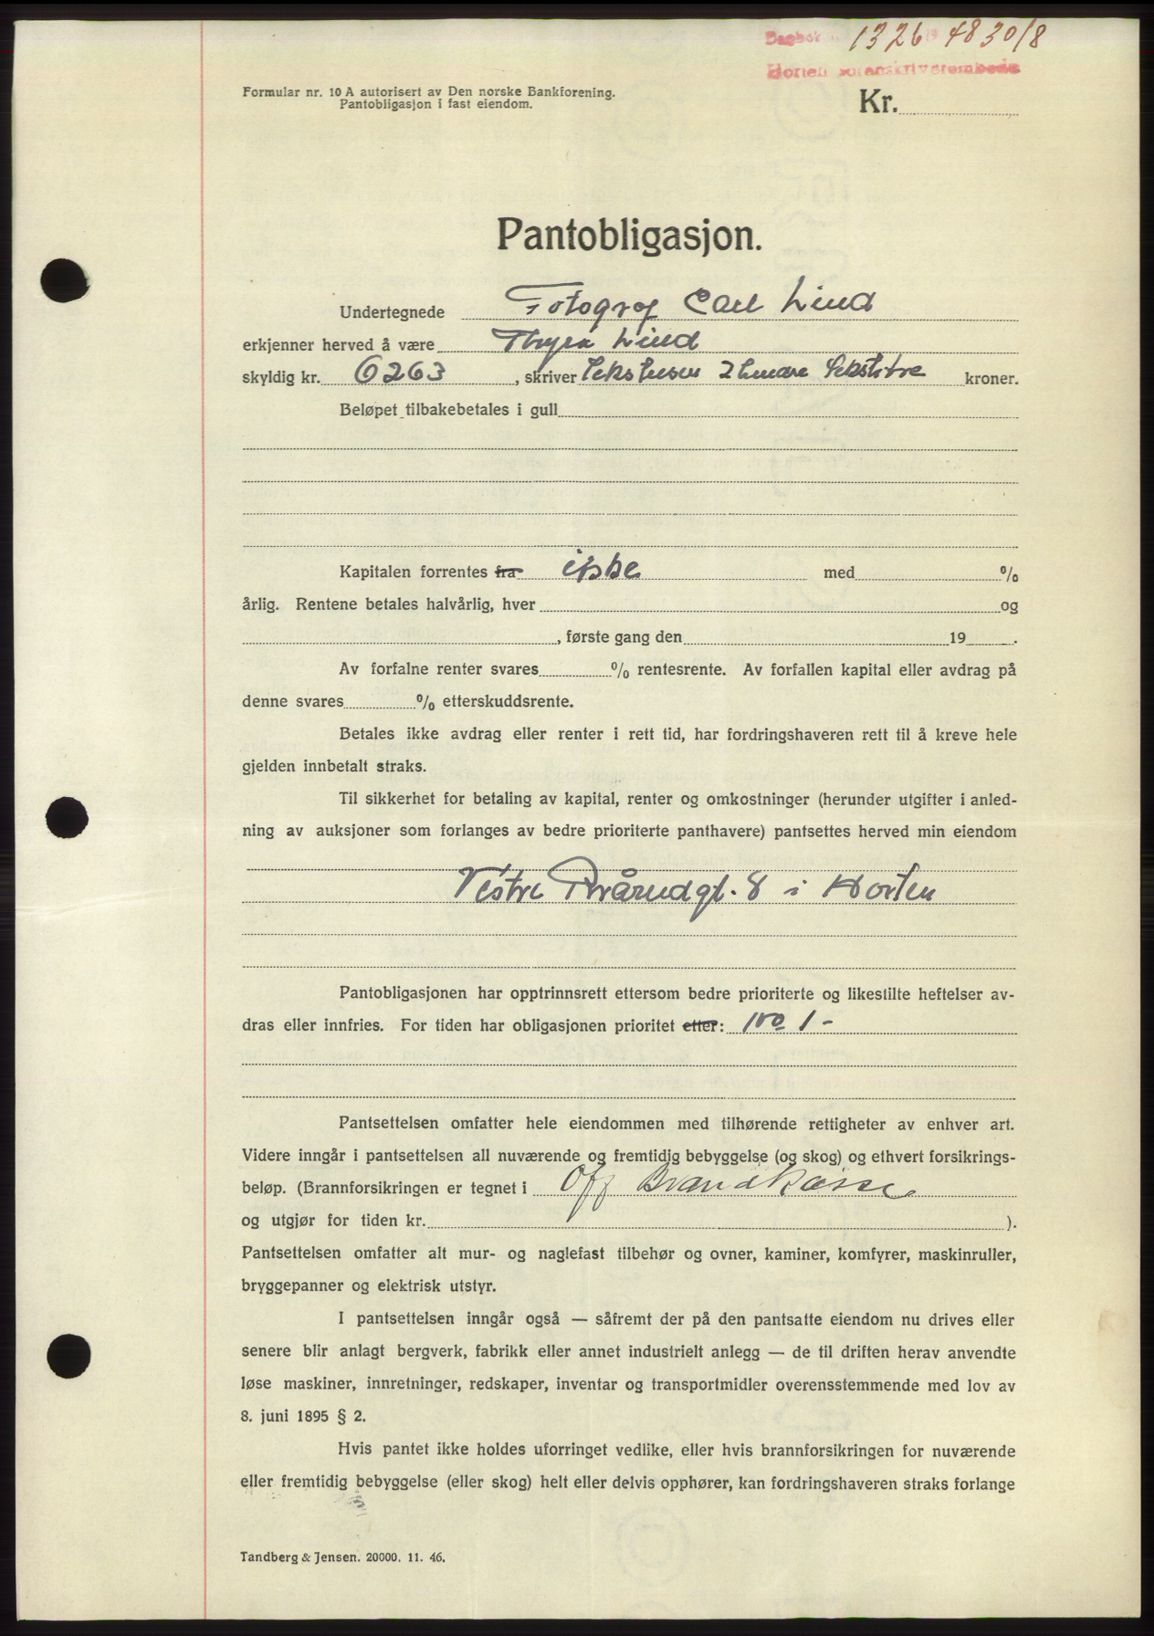 Dagbok 1326 19 48 30/8
Horten sorenskriverembede
Formular nr. 10 A autorisert av Den norske Bankforening.
Pantobligasjon i fast eiendom.
Kr.
Pantobligasjon.
Undertegnede Fotograf Carl Lind
erkjenner herved å være Thyra Lind
skyldig kr. 6263, skriver Sekstusen 2hundre Sekstitre kroner.
Beløpet tilbakebetales i gull
Kapitalen forrentes fra ikke med %
årlig. Rentene betales halvårlig, hver og
, første gang den 19 .
Av forfalne renter svares % rentesrente. Av forfallen kapital eller avdrag på
denne svares % etterskuddsrente.
Betales ikke avdrag eller renter i rett tid, har fordringshaveren rett til å kreve hele
gjelden innbetalt straks.
Til sikkerhet for betaling av kapital, renter og omkostninger (herunder utgifter i anled-
ning av auksjoner som forlanges av bedre prioriterte panthavere) pantsettes herved min eiendom
Vestre 8 i Horten
Pantobligasjonen har opptrinnsrett ettersom bedre prioriterte og likestilte heftelser av-
dras eller innfries. For tiden har obligasjonen prioritet etter: 1 -
Pantsettelsen omfatter hele eiendommen med tilhørende rettigheter av enhver art.
Videre inngår i pantsettelsen all nuværende og fremtidig bebyggelse (og skog) og ethvert forsikrings-
beløp. (Brannforsikringen er tegnet i Off Brandkasse
og utgjør for tiden kr. ).
Pantsettelsen omfatter alt mur- og naglefast tilbehør og ovner, kaminer, komfyrer, maskinruller,
bryggepanner og elektrisk utstyr.
I pantsettelsen inngår også — såfremt der på den pantsatte eiendom nu drives eller
senere blir anlagt bergverk, fabrikk eller annet industrielt anlegg — de til driften herav anvendte
løse maskiner, innretninger, redskaper, inventar og transportmidler overensstemmende med lov av
8. juni 1895 § 2.
Hvis pantet ikke holdes uforringet vedlike, eller hvis brannforsikringen for nuværende
eller fremtidig bebyggelse (eller skog) helt eller delvis opphører, kan fordringshaveren straks forlange
Tandberg & Jensen. 20000. 11. 46.